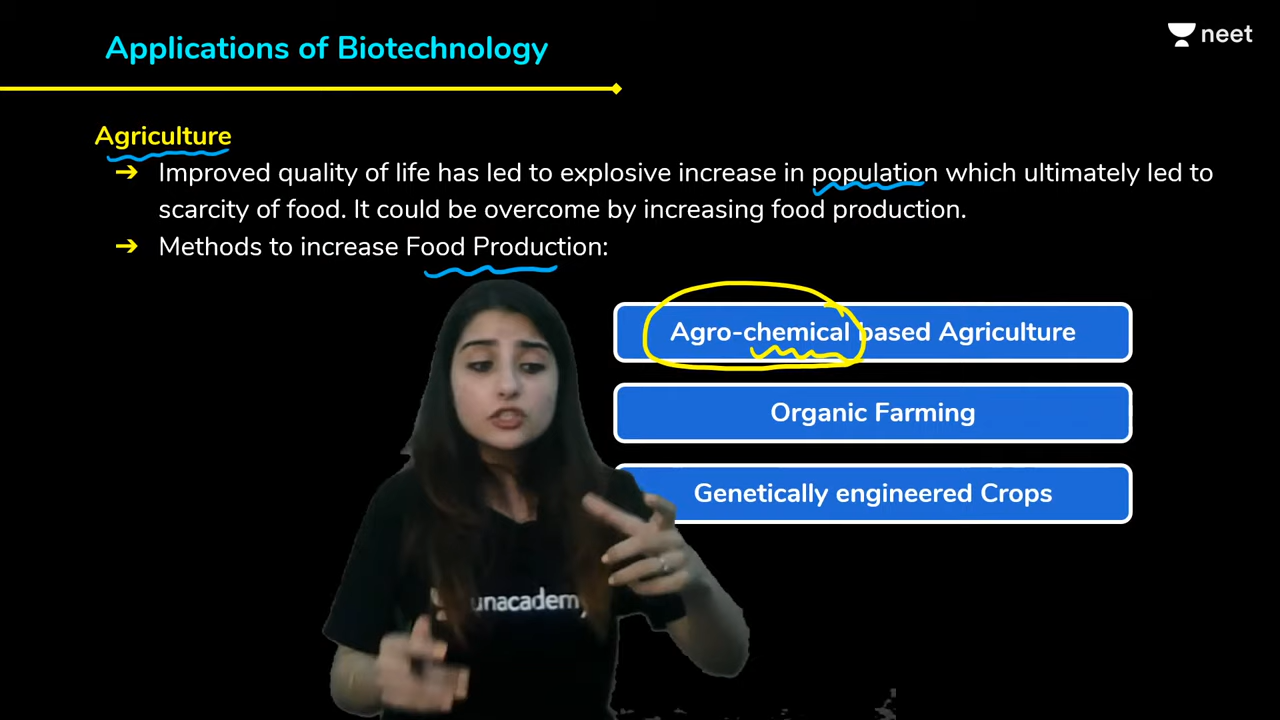 Applications of Biotechnology
neet
Agriculture
➔ Improved quality of life has led to explosive increase in population which ultimately led to
scarcity of food. It could be overcome by increasing food production.
➔ Methods to increase Food Production:
Agro-chemical based Agriculture
Organic Farming
Genetically engineered Crops
unacademy